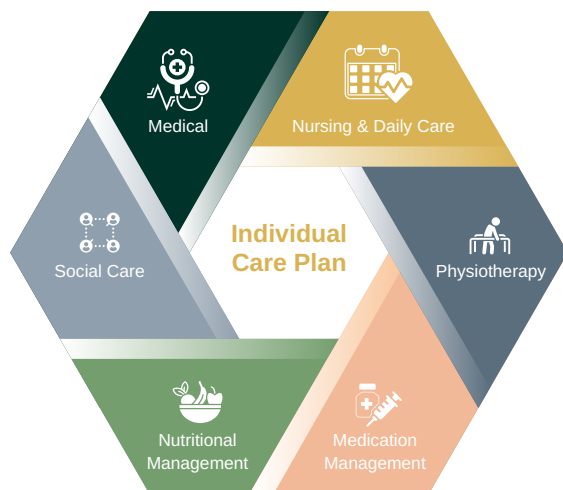 Medical
Nursing & Daily Care
Individual
Care Plan
Social Care
Physiotherapy
Nutritional
Management
Medication
Management